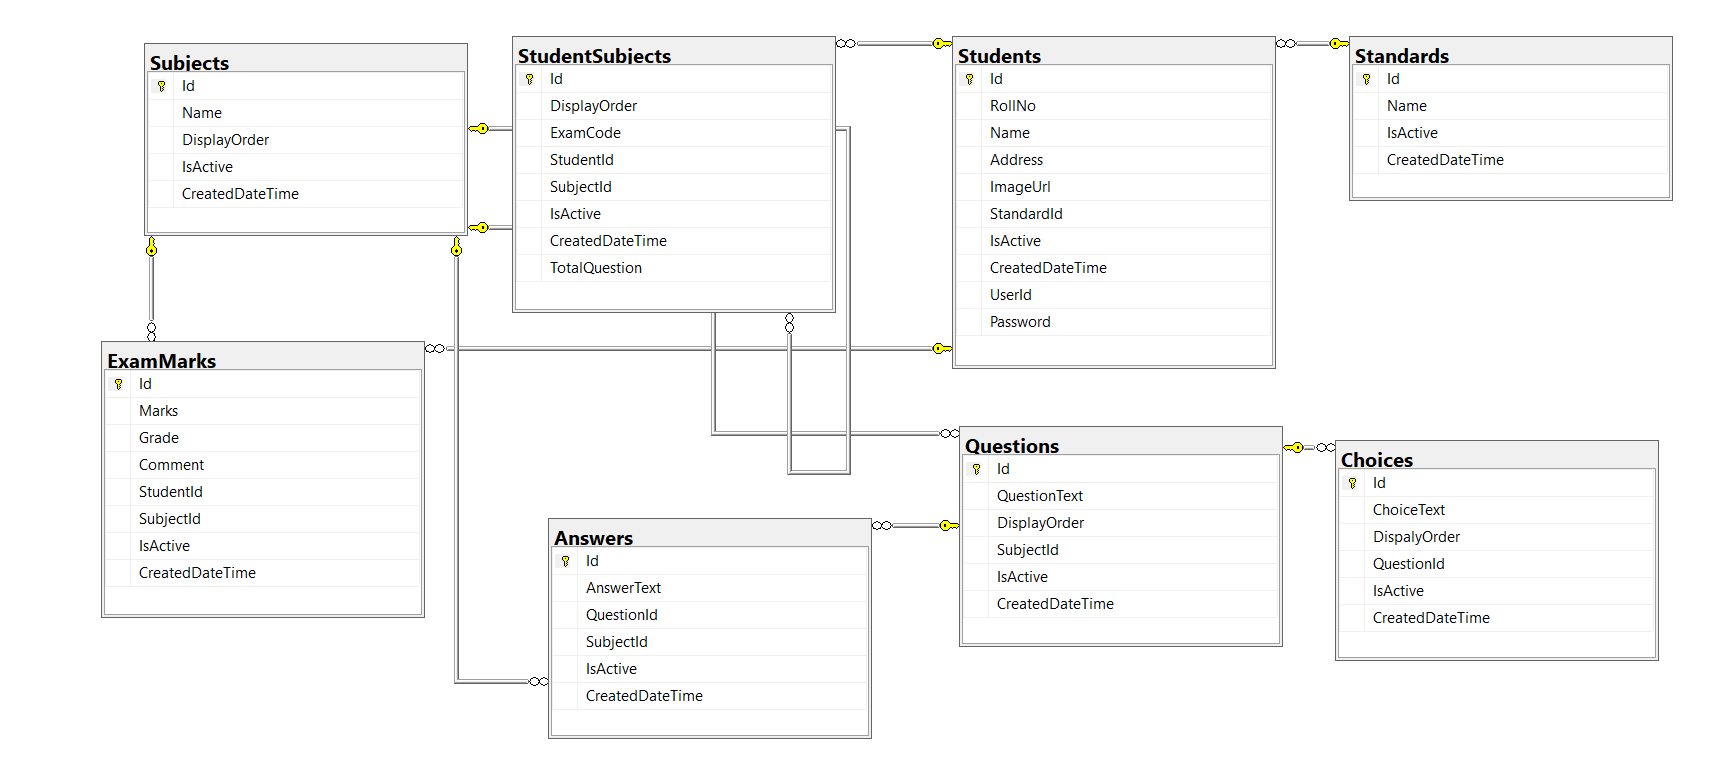 Subjects
Id
Name
DisplayOrder
IsActive
CreatedDateTime
StudentSubjects
Id
DisplayOrder
ExamCode
StudentId
SubjectId
IsActive
CreatedDateTime
TotalQuestion
Students
Id
RollNo
Name
Address
ImageUrl
StandardId
IsActive
CreatedDateTime
UserId
Password
Standards
Id
Name
IsActive
CreatedDateTime
ExamMarks
Id
Marks
Grade
Comment
StudentId
SubjectId
IsActive
CreatedDateTime
Answers
Id
AnswerText
QuestionId
SubjectId
IsActive
CreatedDateTime
Questions
Id
QuestionText
DisplayOrder
SubjectId
IsActive
CreatedDateTime
Choices
Id
ChoiceText
DispalyOrder
QuestionId
IsActive
CreatedDateTime